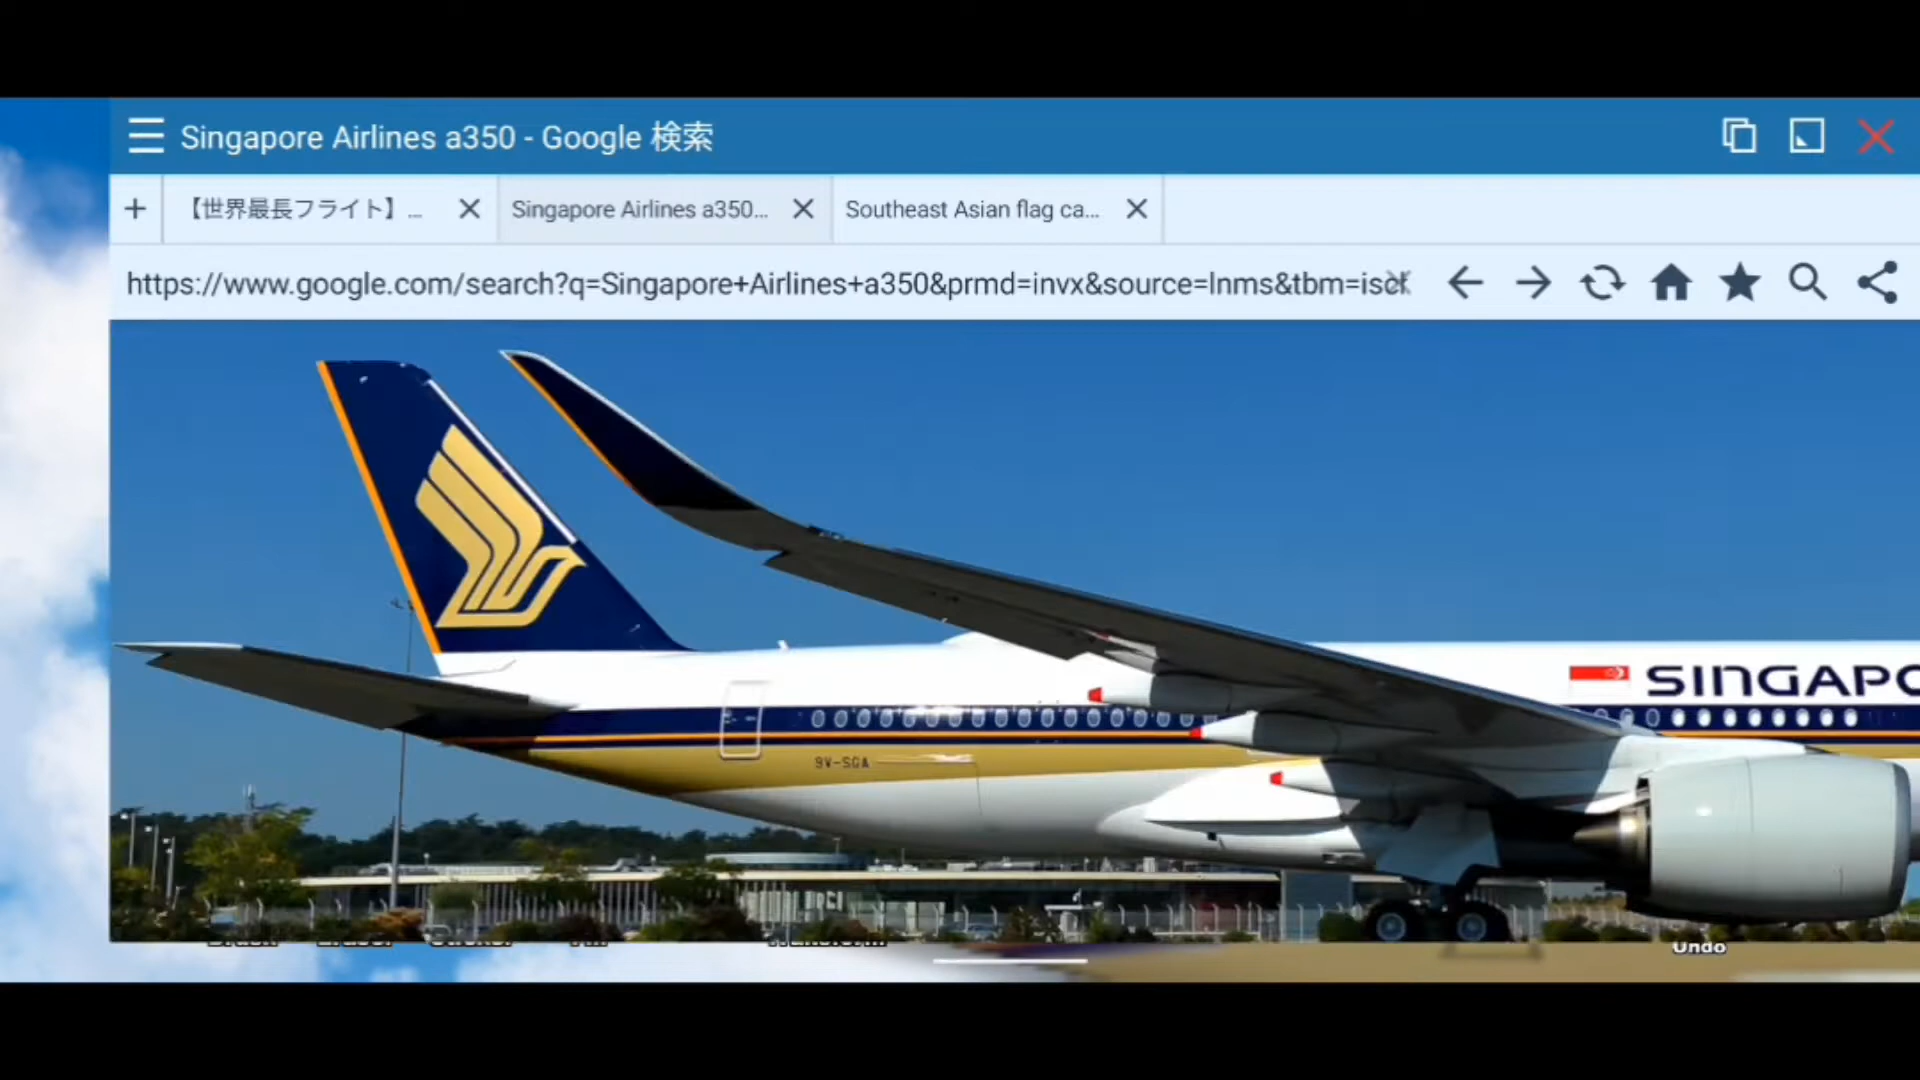 Singapore Airlines a350 - Google 検索
【世界最長フライト】...
Singapore Airlines a350...
Southeast Asian flag ca...
https://www.google.com/search?q=Singapore+Airlines+a350&prmd=invx&source=lnms&tbm=isch
SINGAPO
9V-SGA
Undo